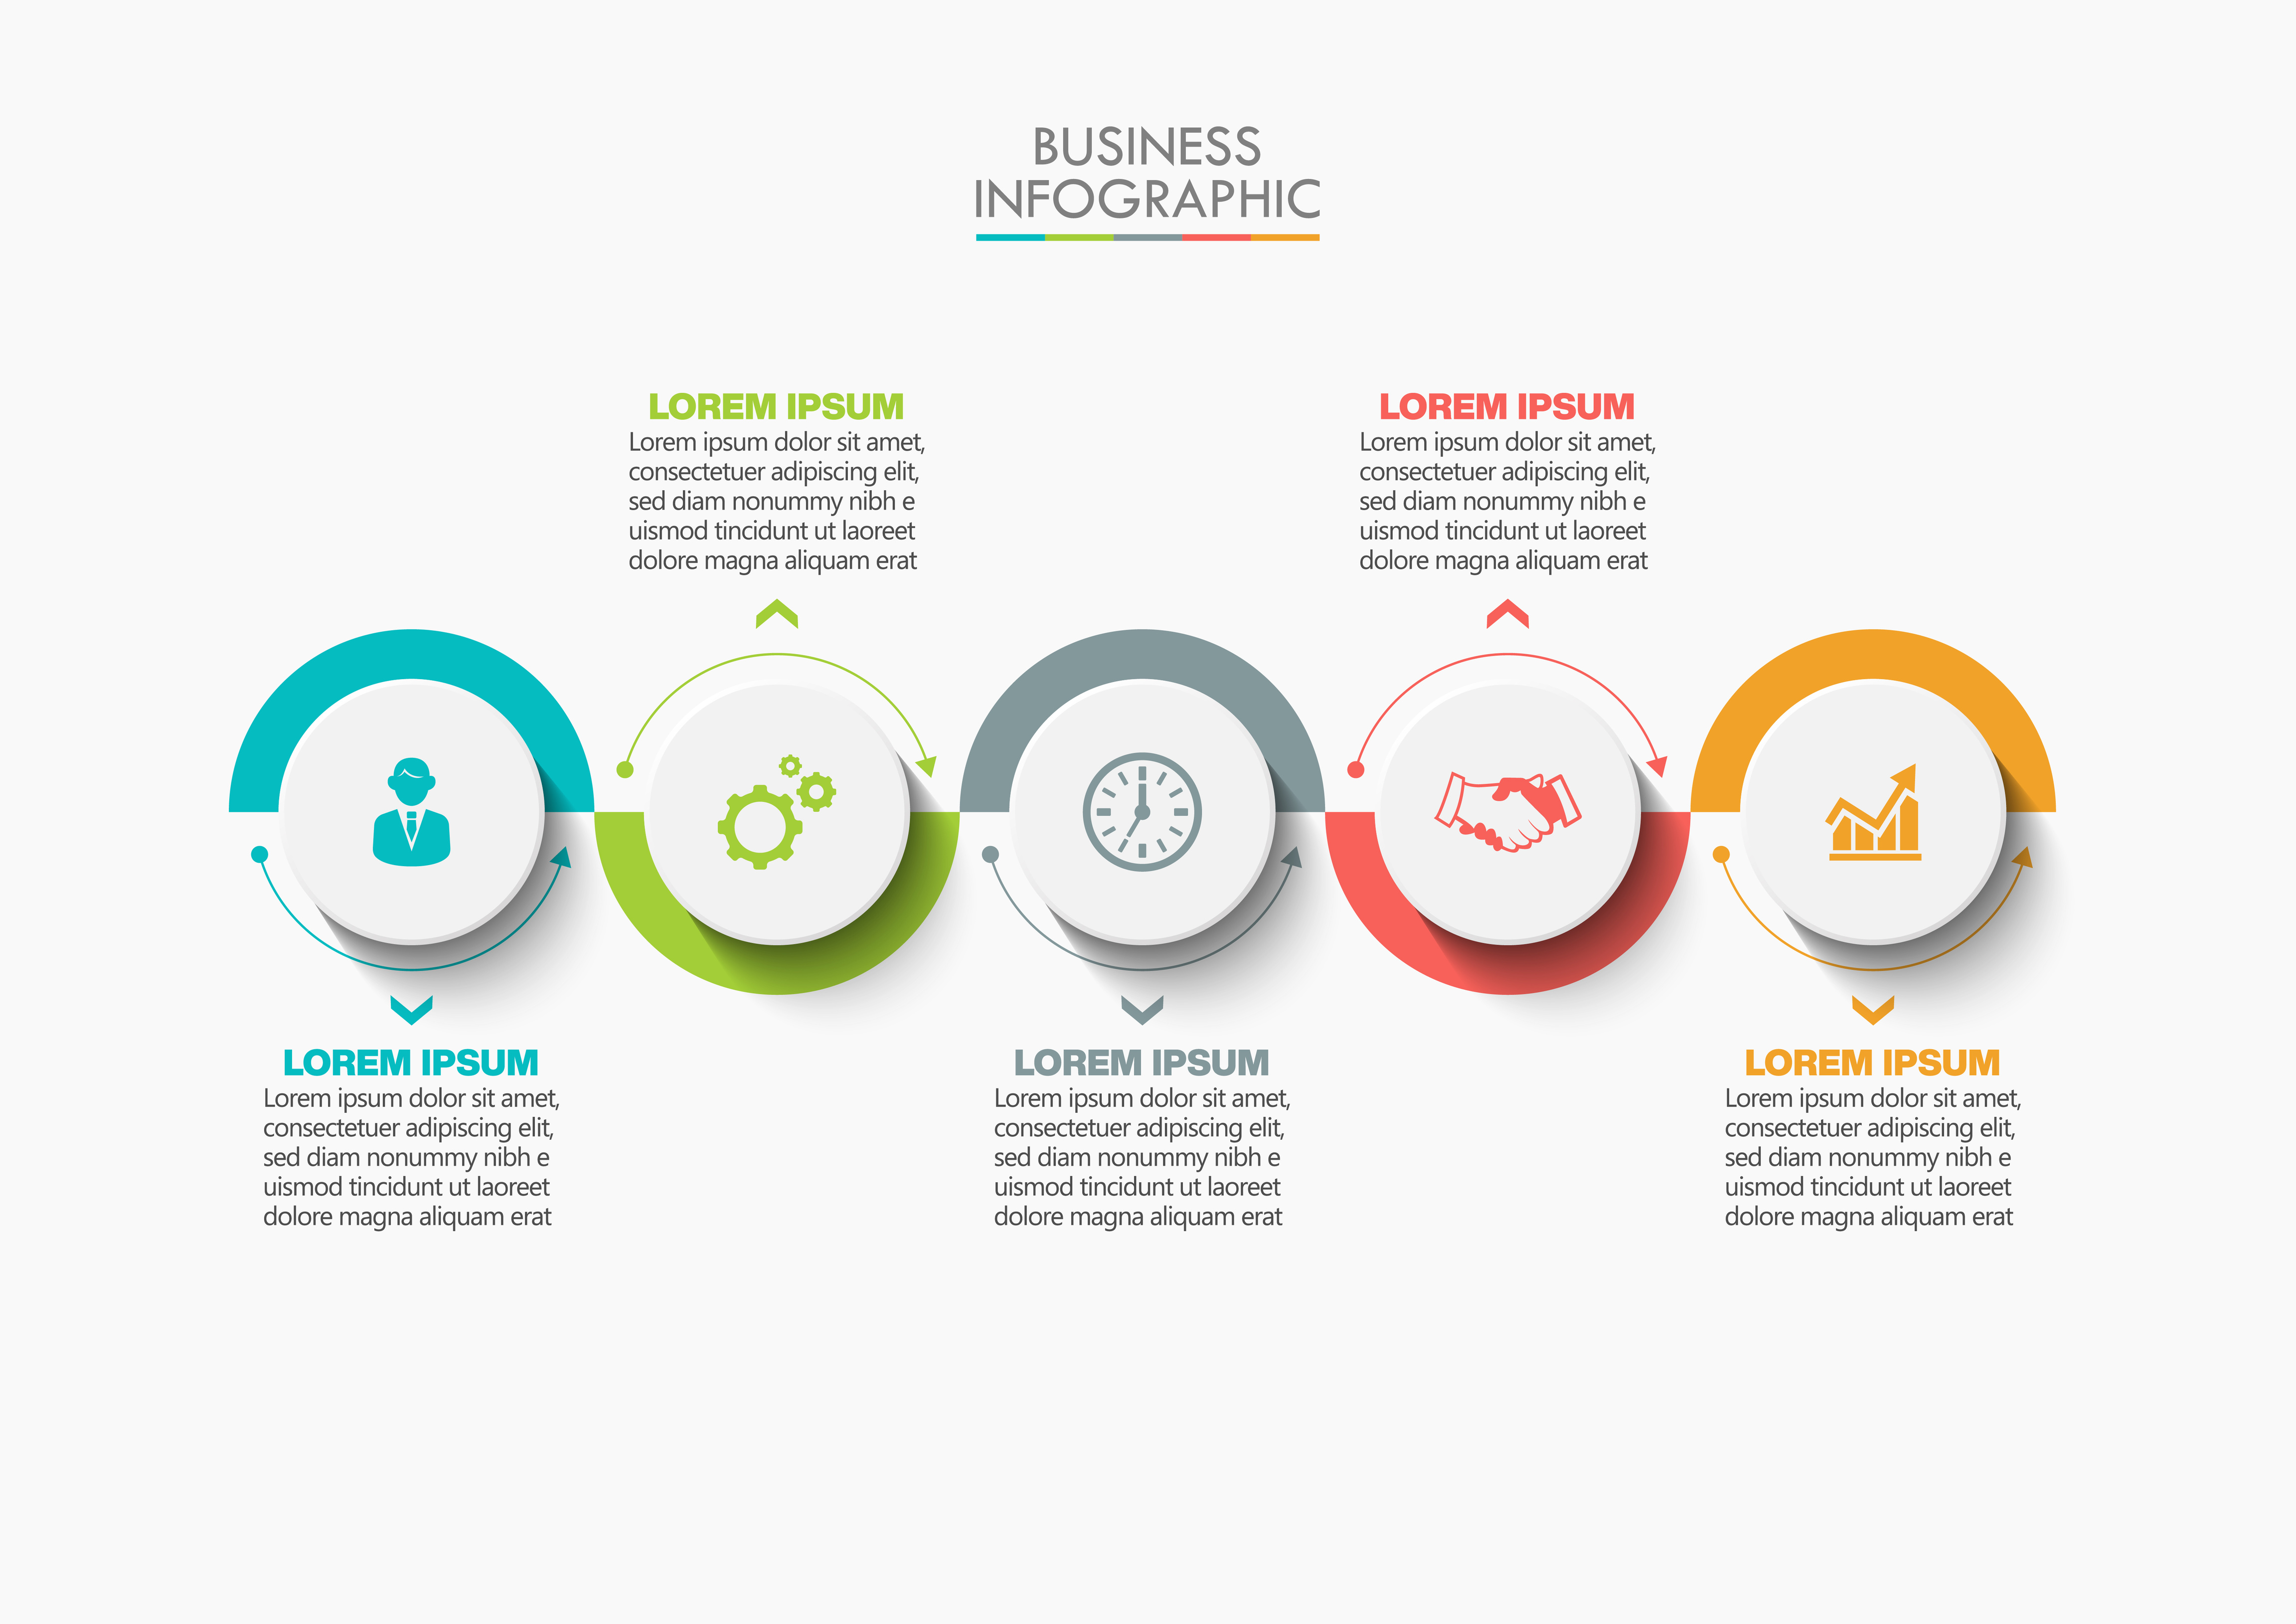 BUSINESS
INFOGRAPHIC
LOREM IPSUM
Lorem ipsum dolor sit amet,
consectetuer adipiscing elit,
sed diam nonummy nibh e
uismod tincidunt ut laoreet
dolore magna aliquam erat
LOREM IPSUM
Lorem ipsum dolor sit amet,
consectetuer adipiscing elit,
sed diam nonummy nibh e
uismod tincidunt ut laoreet
dolore magna aliquam erat
LOREM IPSUM
Lorem ipsum dolor sit amet,
consectetuer adipiscing elit,
sed diam nonummy nibh e
uismod tincidunt ut laoreet
dolore magna aliquam erat
LOREM IPSUM
Lorem ipsum dolor sit amet,
consectetuer adipiscing elit,
sed diam nonummy nibh e
uismod tincidunt ut laoreet
dolore magna aliquam erat
LOREM IPSUM
Lorem ipsum dolor sit amet,
consectetuer adipiscing elit,
sed diam nonummy nibh e
uismod tincidunt ut laoreet
dolore magna aliquam erat